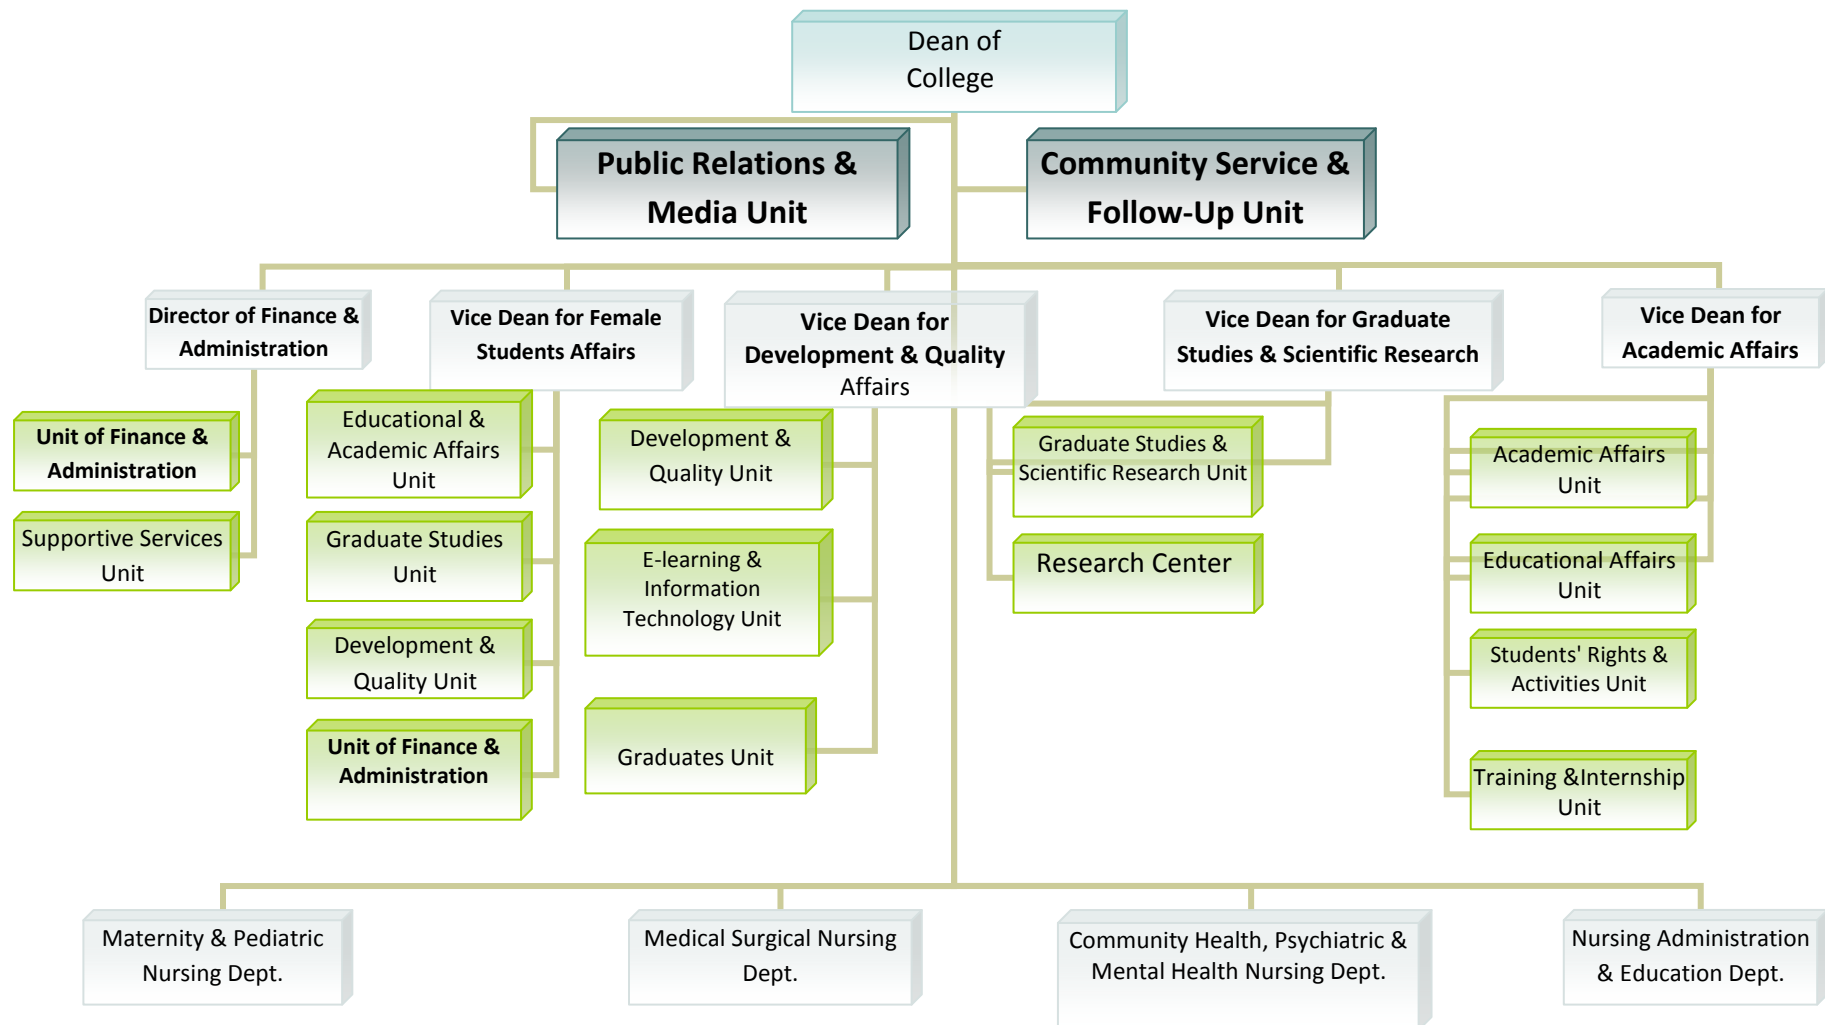 Dean of
College
Public Relations &
Media Unit
Community Service &
Follow-Up Unit
Director of Finance &
Administration
Vice Dean for Female
Students Affairs
Vice Dean for
Development & Quality
Affairs
Vice Dean for Graduate
Studies & Scientific Research
Vice Dean for
Academic Affairs
Unit of Finance &
Administration
Supportive Services
Unit
Educational &
Academic Affairs
Unit
Graduate Studies
Unit
Development &
Quality Unit
Unit of Finance &
Administration
Development &
Quality Unit
E-learning &
Information
Technology Unit
Graduates Unit
Graduate Studies &
Scientific Research Unit
Research Center
Academic Affairs
Unit
Educational Affairs
Unit
Students' Rights &
Activities Unit
Training &Internship
Unit
Maternity & Pediatric
Nursing Dept.
Medical Surgical Nursing
Dept.
Community Health, Psychiatric &
Mental Health Nursing Dept.
Nursing Administration
& Education Dept.